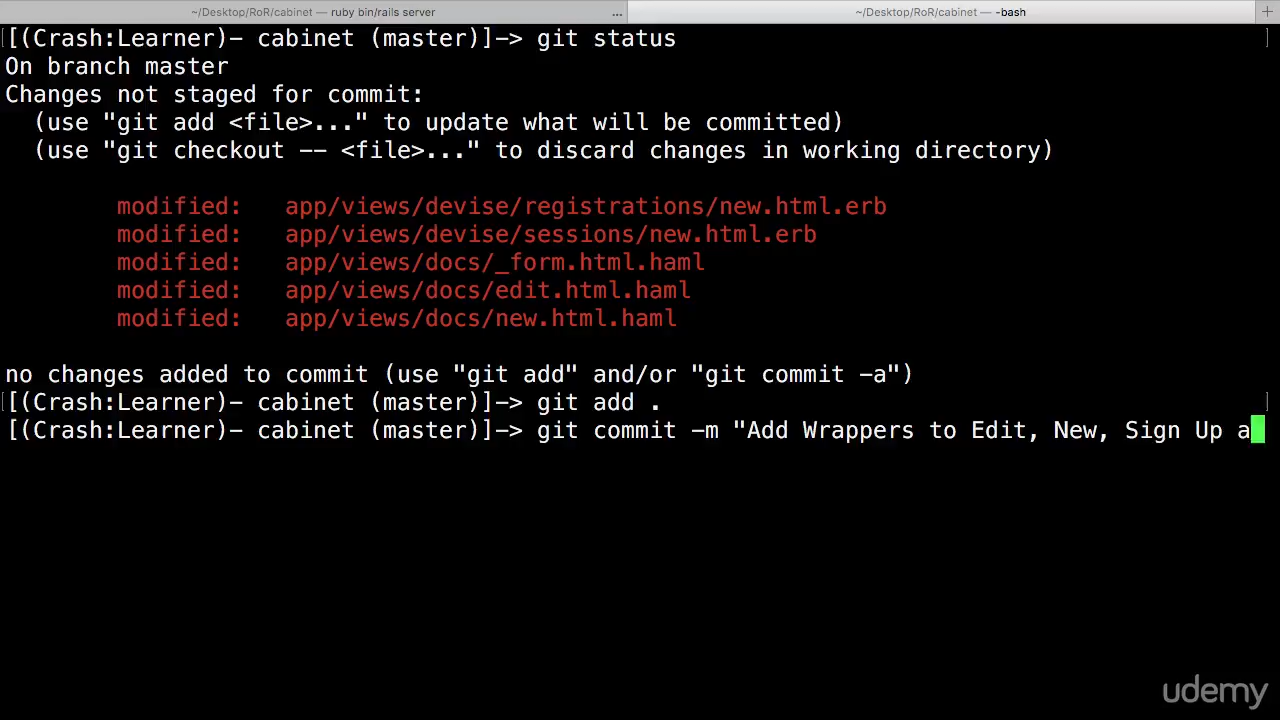 ~/Desktop/RoR/cabinet — ruby bin/rails server ... ~/Desktop/RoR/cabinet — -bash +
[(Crash:Learner)- cabinet (master)]-> git status ]
On branch master
Changes not staged for commit:
(use "git add <file>..." to update what will be committed)
(use "git checkout -- <file>..." to discard changes in working directory)
modified: app/views/devise/registrations/new.html.erb
modified: app/views/devise/sessions/new.html.erb
modified: app/views/docs/_form.html.haml
modified: app/views/docs/edit.html.haml
modified: app/views/docs/new.html.haml
no changes added to commit (use "git add" and/or "git commit -a")
[(Crash:Learner)- cabinet (master)]-> git add . ]
[(Crash:Learner)- cabinet (master)]-> git commit -m "Add Wrappers to Edit, New, Sign Up a
udemy